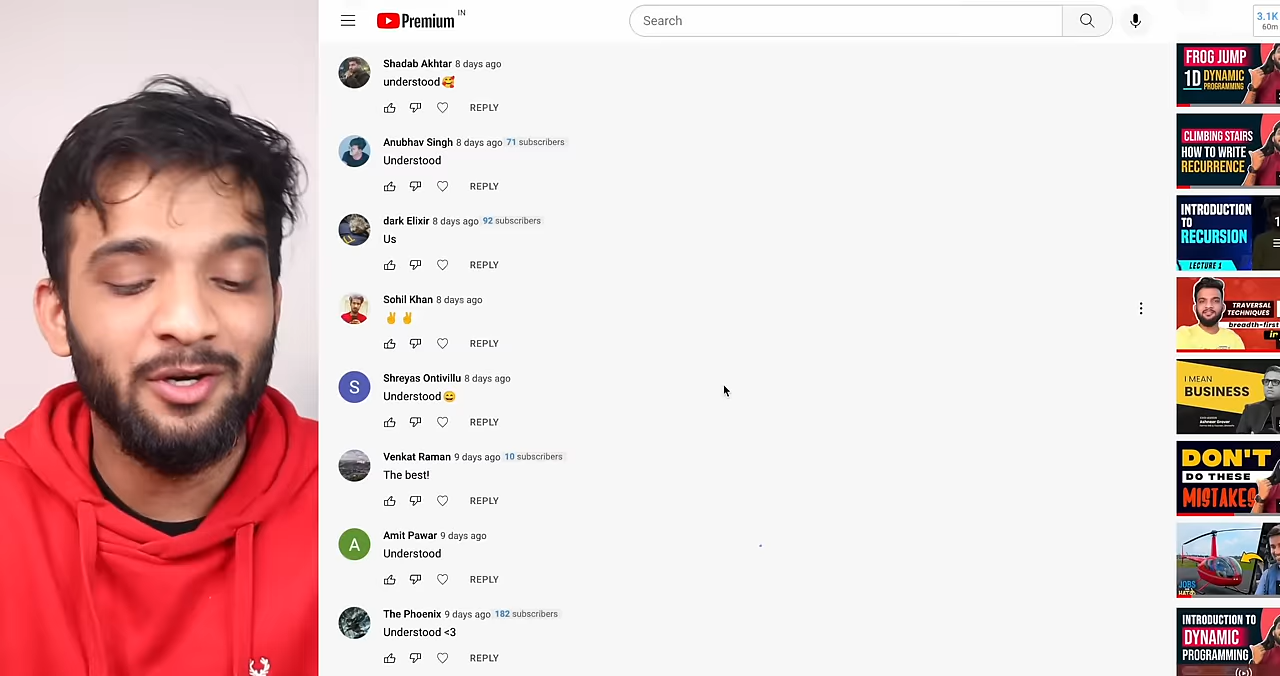 Premium IN
Search
3.1K
60m
Shadab Akhtar 8 days ago
understood🥰
REPLY
Anubhav Singh 8 days ago 71 subscribers
Understood
REPLY
dark Elixir 8 days ago 92 subscribers
Us
REPLY
Sohil Khan 8 days ago
✌✌
REPLY
S
Shreyas Ontivillu 8 days ago
Understood😄
REPLY
Venkat Raman 9 days ago 10 subscribers
The best!
REPLY
A
Amit Pawar 9 days ago
Understood
REPLY
The Phoenix 9 days ago 182 subscribers
Understood <3
REPLY
FROG JUMP
1D DYNAMIC
PROGRAMMING
CLIMBING STAIRS
HOW TO WRITE
RECURRENCE
INTRODUCTION
TO
RECURSION
LECTURE 1
TRAVERSAL
TECHNIQUES
breadth-first
I MEAN
BUSINESS
Ashneer Grover
DON'T
DO THESE
MISTAKES
JOBS
INTRODUCTION TO
DYNAMIC
PROGRAMMING